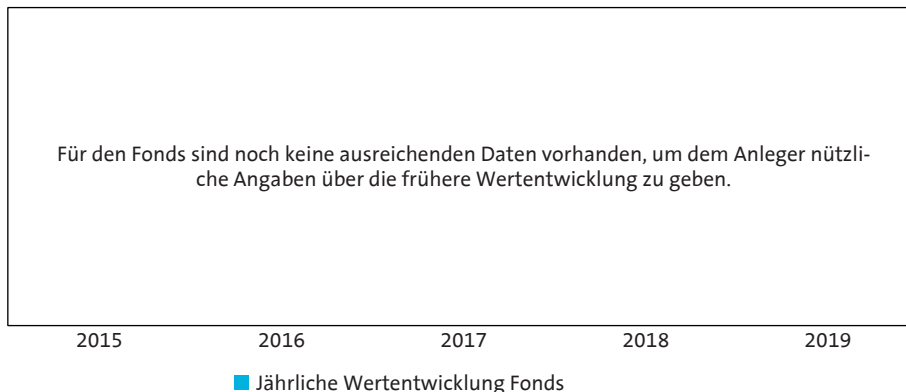 Für den Fonds sind noch keine ausreichenden Daten vorhanden, um dem Anleger nützli-
che Angaben über die frühere Wertentwicklung zu geben.
2015 2016 2017 2018 2019
Jährliche Wertentwicklung Fonds